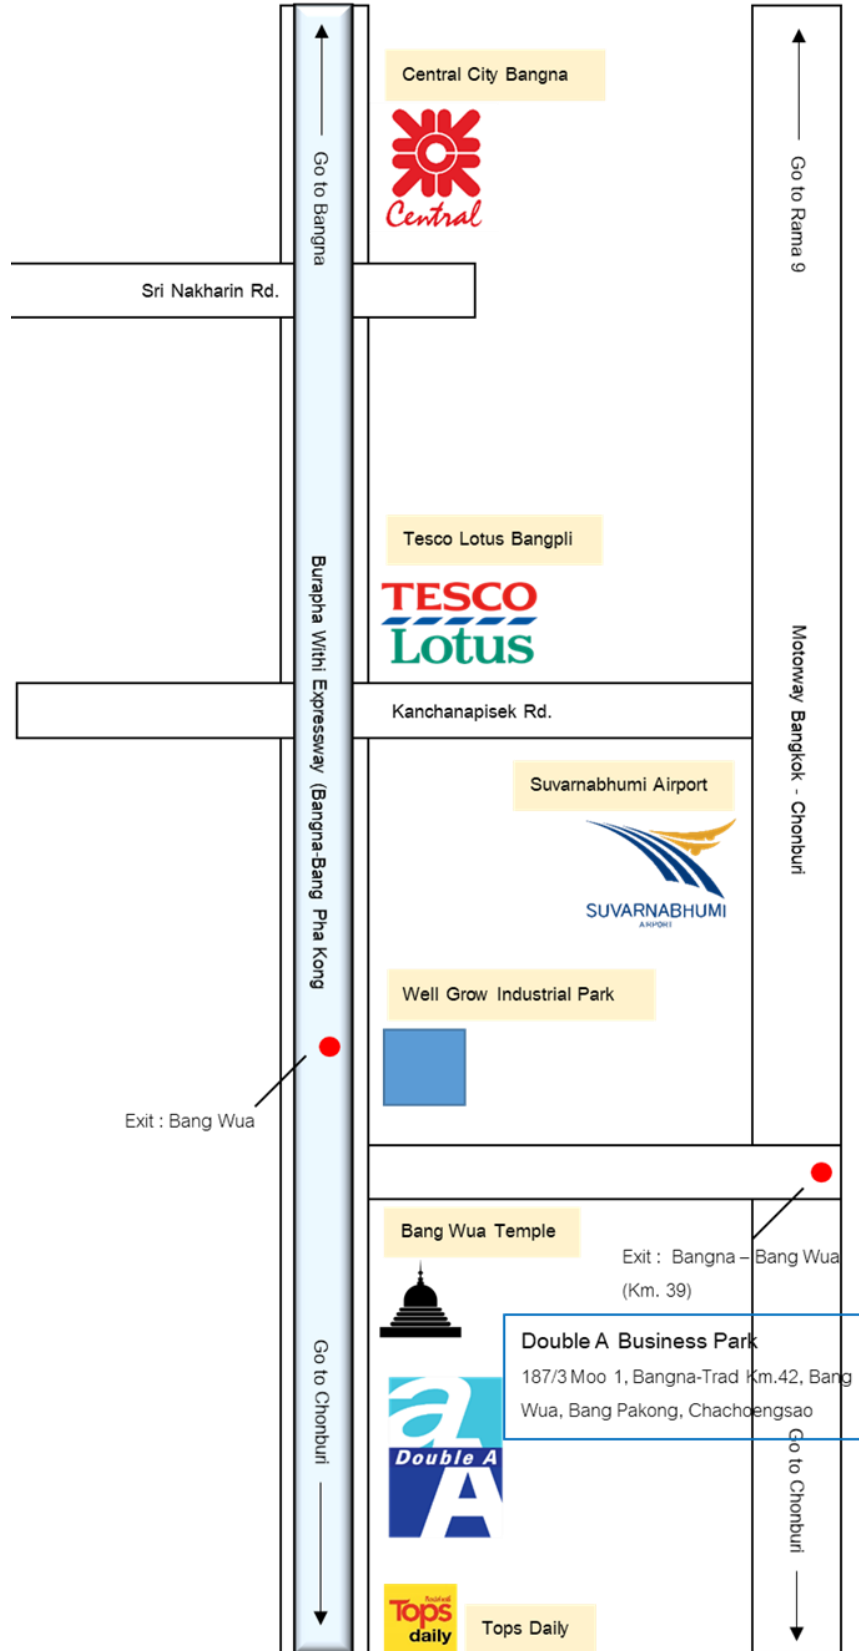 Central City Bangna
Central
Go to Bangna
Go to Rama 9
Sri Nakharin Rd.
Tesco Lotus Bangpli
TESCO
Lotus
Burapha Withi Expressway (Bangna-Bang Pha Kong
Motorway Bangkok - Chonburi
Kanchanapisek Rd.
Suvarnabhumi Airport
SUVARNABHUMI
AIRPORT
Well Grow Industrial Park
Exit : Bang Wua
Bang Wua Temple
Exit : Bangna – Bang Wua
(Km. 39)
Double A Business Park
187/3 Moo 1, Bangna-Trad Km.42, Bang
Wua, Bang Pakong, Chachoengsao
Go to Chonburi
Go to Chonburi
a
Double A
A
Tops
daily
Tops Daily